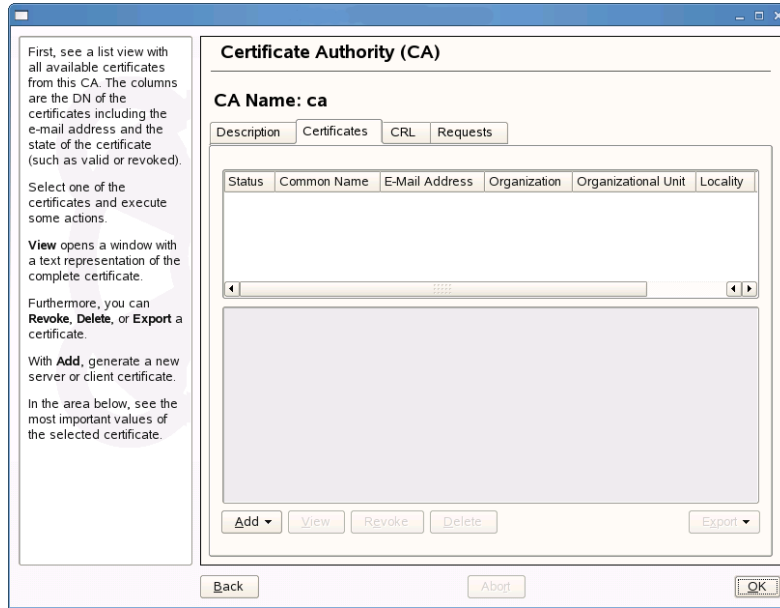 First, see a list view with
all available certificates
from this CA. The columns
are the DN of the
certificates including the
e-mail address and the
state of the certificate
(such as valid or revoked).
Select one of the
certificates and execute
some actions.
View opens a window with
a text representation of the
complete certificate.
Furthermore, you can
Revoke, Delete, or Export a
certificate.
With Add, generate a new
server or client certificate.
In the area below, see the
most important values of
the selected certificate.
Certificate Authority (CA)
CA Name: ca
Description Certificates CRL Requests
Status Common Name E-Mail Address Organization Organizational Unit Locality
Add View Revoke Delete Export
Back Abort OK